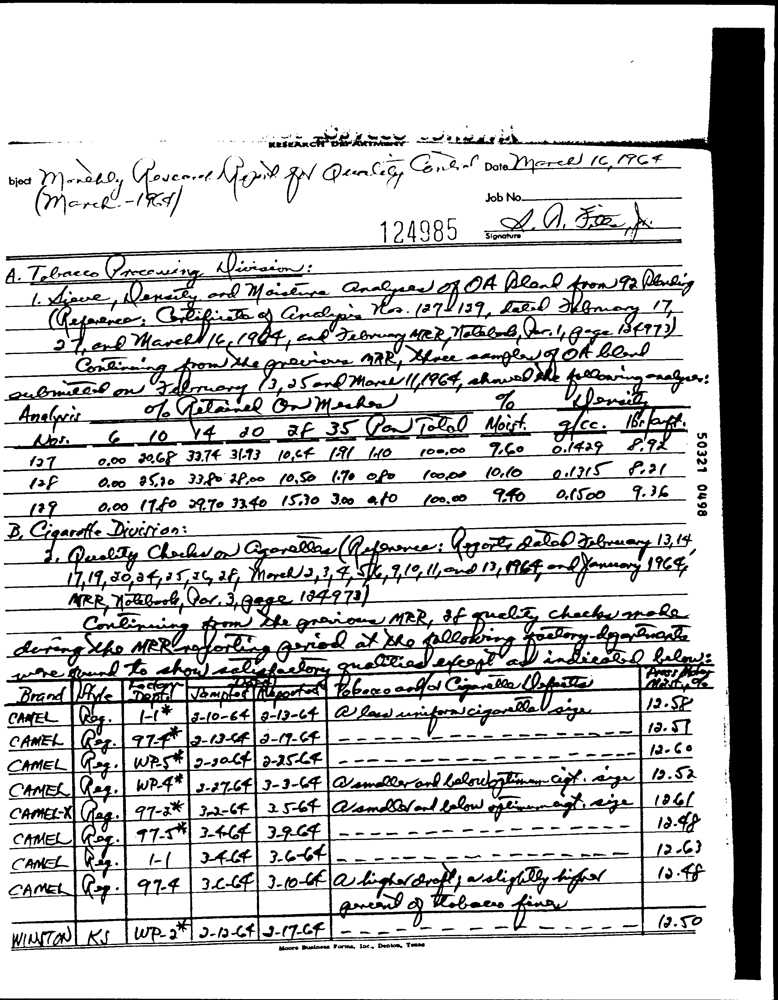 RESEARCH DEPARTMENT
bject Monthly Research Report for Quality Control Date March 16, 1964
(March - 1964) Job No.
124985 S. A. Signature
A. Tobacco Processing Division:
1. Sieve, Density and Moisture analyses of OA Blend from 92 Blending
(Reference: Certificate of Analysis Nos. 127-129, dated February 17,
27, and March 16, 1964, and February MRR, Notebook, Par. 1, page 124973)
Continuing from the previous MRR, three samples of OA blend
submitted on February 13, 25 and March 11, 1964, showed the following analyses:
Analysis % Retained On Meshes % Density
Nos. 6 10 14 20 28 35 Pan Total Moist. g/cc. lbs/cuft.
127 0.00 20.68 33.74 31.93 10.64 1.91 1.10 100.00 9.60 0.1429 8.92
128 0.00 25.30 33.80 28.00 10.50 1.70 0.80 100.00 10.10 0.1315 8.21
129 0.00 17.80 29.70 33.40 15.30 3.00 0.80 100.00 9.40 0.1500 9.36
50321 0498
B. Cigarette Division:
2. Quality Checks on Cigarettes (Reference: Reports dated February 13, 14
17, 19, 20, 24, 25, 26, 28, March 2, 3, 4, 5, 6, 9, 10, 11, and 13, 1964, and January 1964,
MRR, Notebook, Par. 3, page 124973)
Continuing from the previous MRR, 28 quality checks made
during the MRR reporting period at the following factory-departments
were found to show satisfactory qualities except as indicated below:
Brand Style Factory Dept. Date Sampled Reported Tobacco and/or Cigarette Defects Moist, %
CAMEL Reg. 1-1* 2-10-64 2-13-64 A less uniform cigarette size 12.58
CAMEL Reg. 97-4* 2-13-64 2-19-64 12.51
CAMEL Reg. WP-5* 2-20-64 2-25-64 12.60
CAMEL Reg. WP-4* 2-27-64 3-3-64 A smaller and below optimum cigt. size 12.52
CAMEL-X Reg. 97-2* 3-2-64 3-5-64 A smaller and below optimum cigt. size 12.61
CAMEL Reg. 97-5* 3-4-64 3-9-64 12.48
CAMEL Reg. 1-1 3-4-64 3-6-64 12.63
CAMEL Reg. 97-4 3-6-64 3-10-64 A higher draft; a slightly higher 12.48
percent of tobacco fines
WINSTON KS WP-2* 2-12-64 2-17-64 12.50
Moore Business Forms, Inc., Denton, Texas